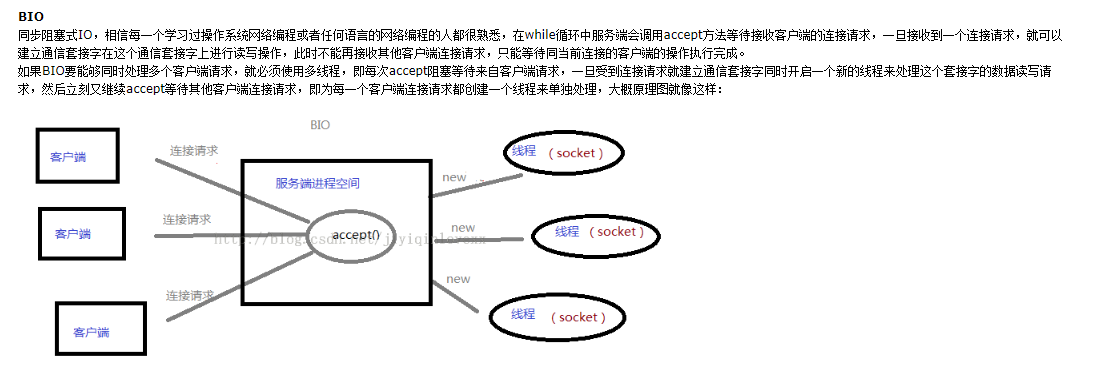 BIO
同步阻塞式IO，相信每一个学习过操作系统网络编程或者任何语言的网络编程的人都很熟悉，在while循环中服务端会调用accept方法等待接收客户端的连接请求，一旦接收到一个连接请求，就可以
建立通信套接字在这个通信套接字上进行读写操作，此时不能再接收其他客户端连接请求，只能等待同当前连接的客户端的操作执行完成。
如果BIO要能够同时处理多个客户端请求，就必须使用多线程，即每次accept阻塞等待来自客户端请求，一旦受到连接请求就建立通信套接字同时开启一个新的线程来处理这个套接字的数据读写请
求，然后立刻又继续accept等待其他客户端连接请求，即为每一个客户端连接请求都创建一个线程来单独处理，大概原理图就像这样：
BIO
客户端
连接请求
服务端进程空间
new
线程 （socket）
客户端
连接请求
accept()
new
线程 （socket）
客户端
连接请求
new
线程 （socket）